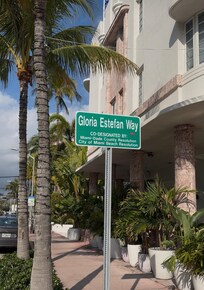 Gloria Estefan Way
CO-DESIGNATED BY
Miami-Dade County Resolution
City of Miami Beach Resolution